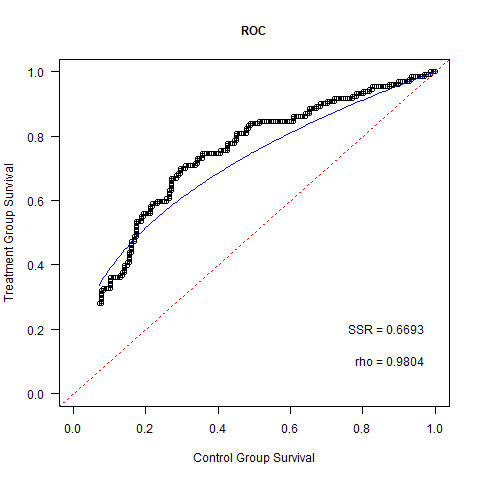 ROC
Treatment Group Survival
1.0
0.8
0.6
0.4
0.2
0.0
SSR = 0.6693
rho = 0.9804
0.0 0.2 0.4 0.6 0.8 1.0
Control Group Survival